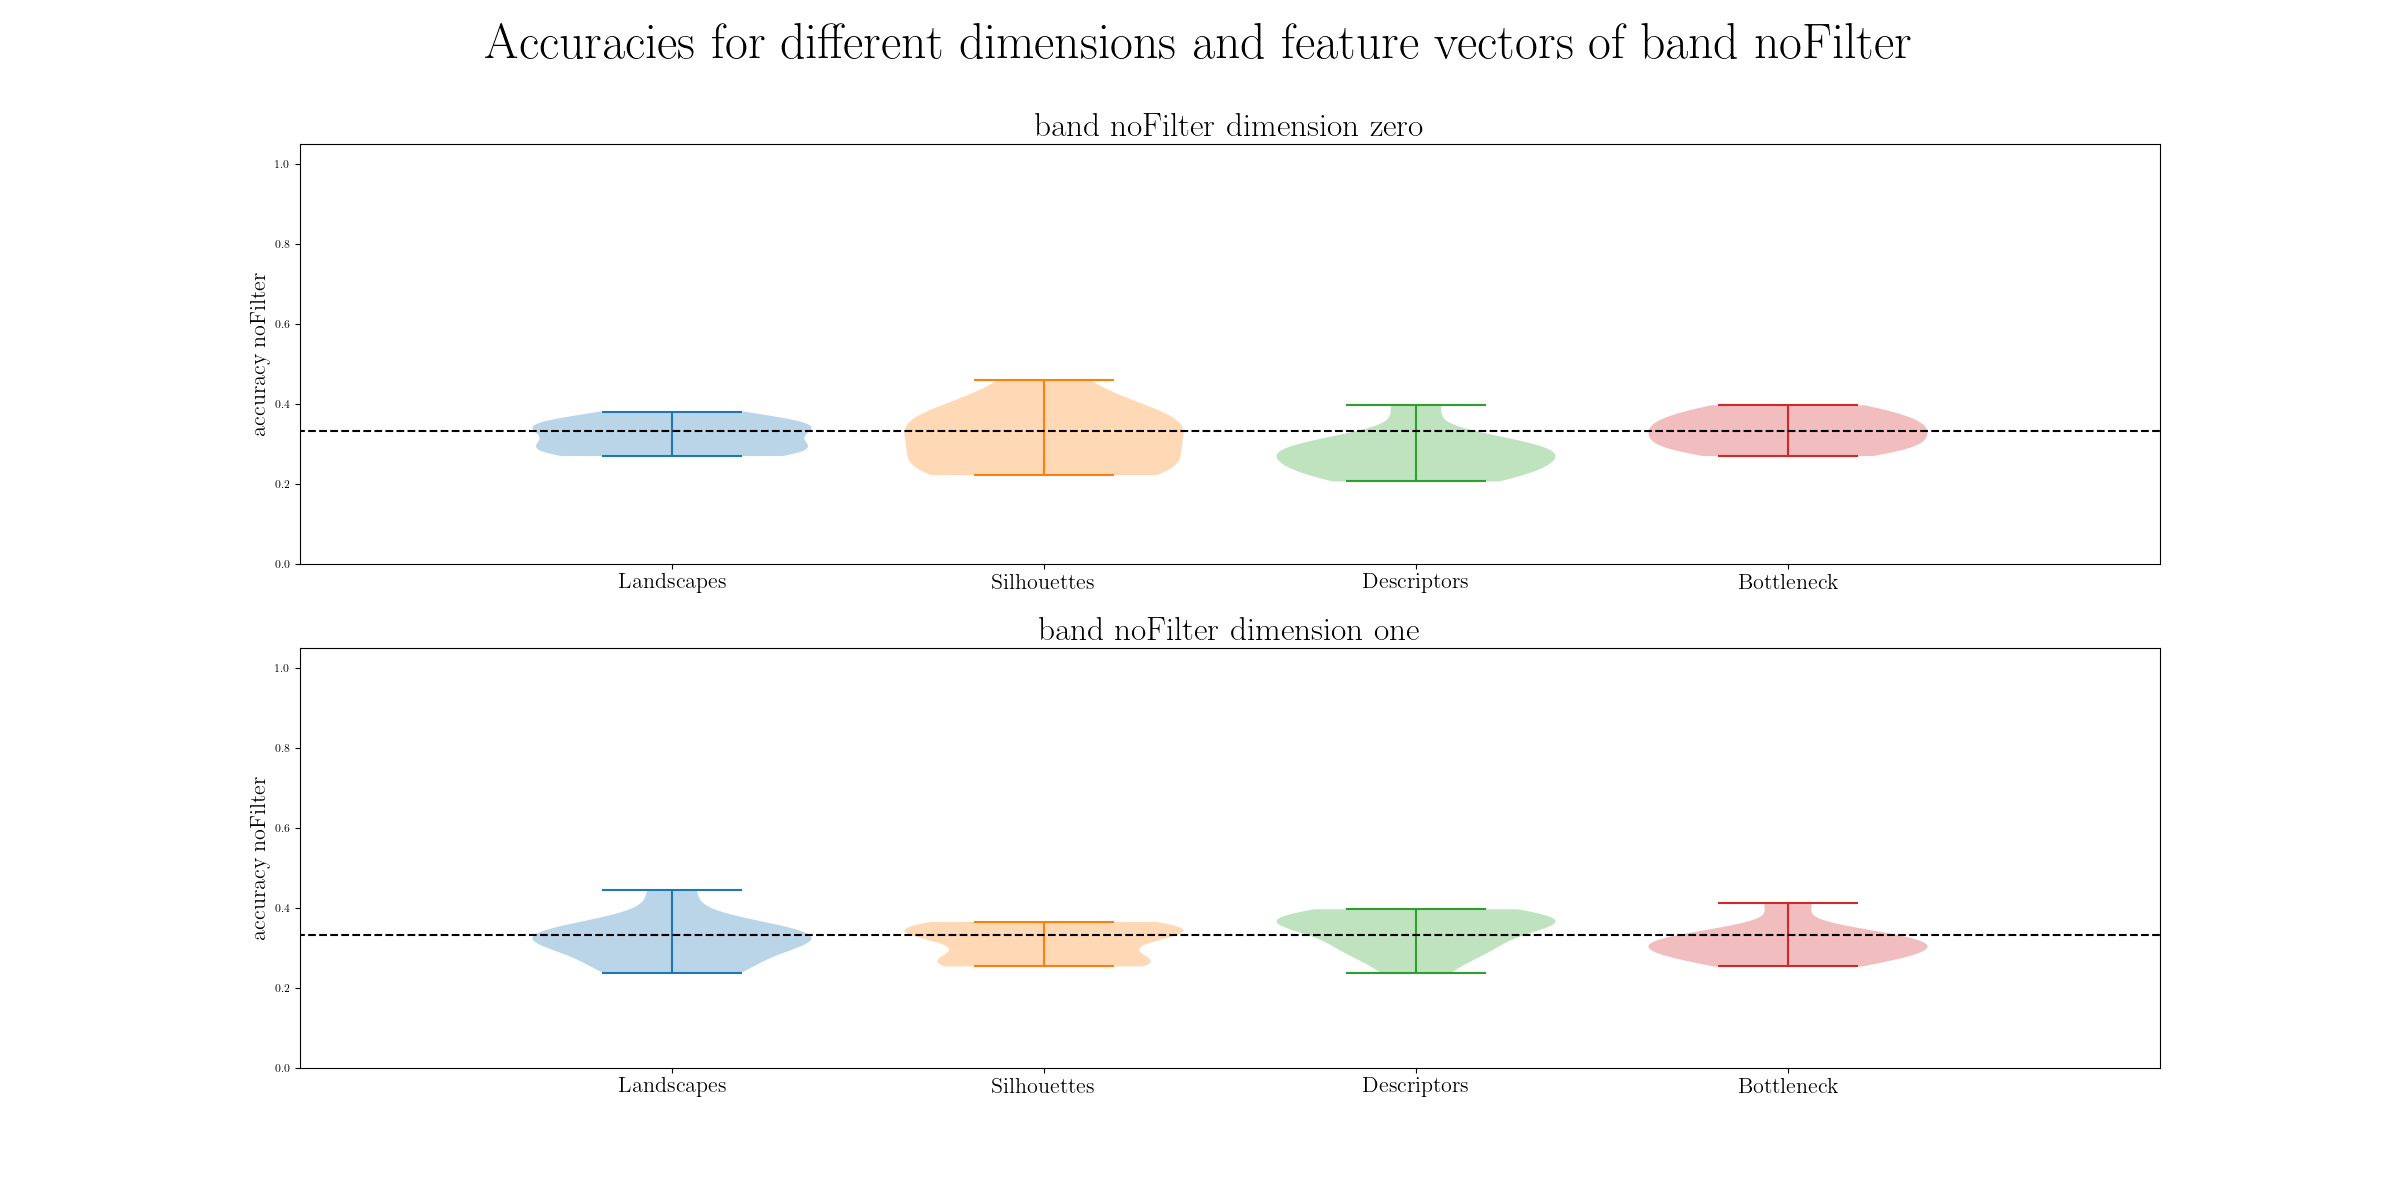 Accuracies for different dimensions and feature vectors of band noFilter
band noFilter dimension zero
accuracy noFilter
1.0
0.8
0.6
0.4
0.2
0.0
Landscapes Silhouettes Descriptors Bottleneck
band noFilter dimension one
accuracy noFilter
1.0
0.8
0.6
0.4
0.2
0.0
Landscapes Silhouettes Descriptors Bottleneck